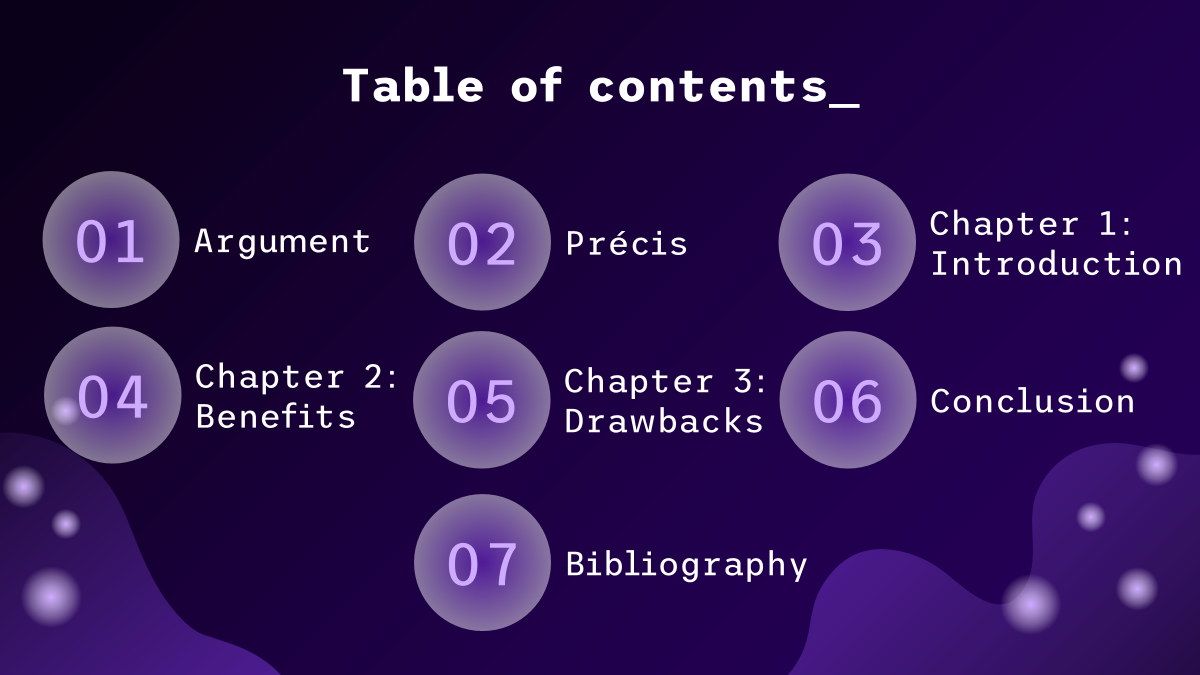 Table of contents_
01
Argument
02
Précis
03
Chapter 1:
Introduction
04
Chapter 2:
Benefits
05
Chapter 3:
Drawbacks
06
Conclusion
07
Bibliography